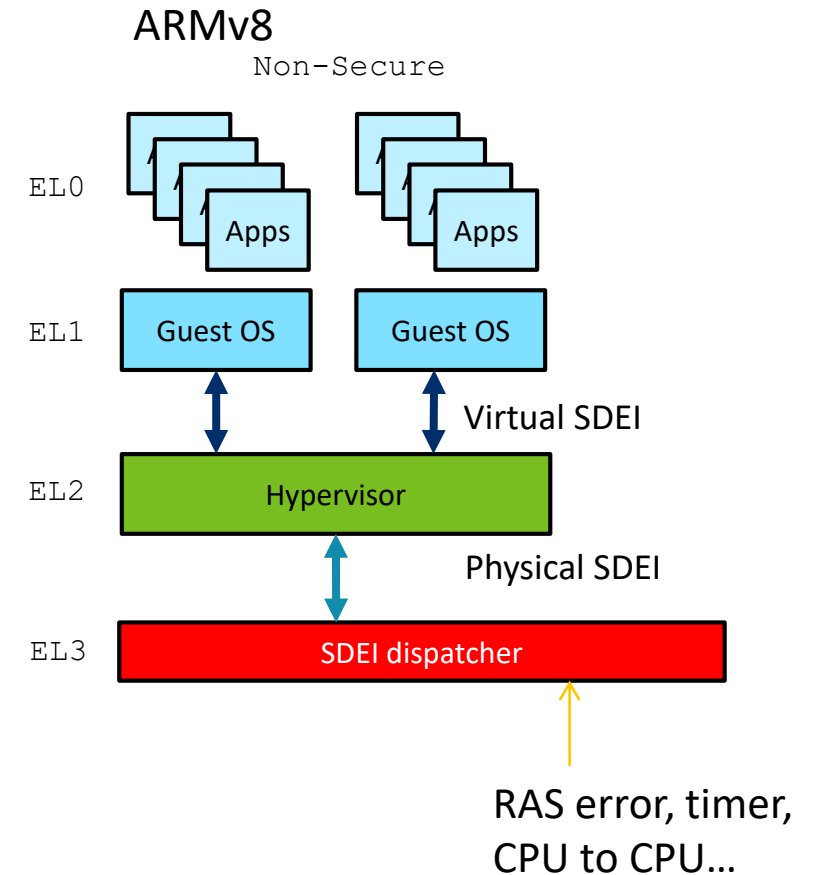 ARMv8
Non-Secure
EL0
A
A
A
Apps
A
A
A
Apps
EL1
Guest OS
Guest OS
Virtual SDEI
EL2
Hypervisor
Physical SDEI
EL3
SDEI dispatcher
RAS error, timer,
CPU to CPU…